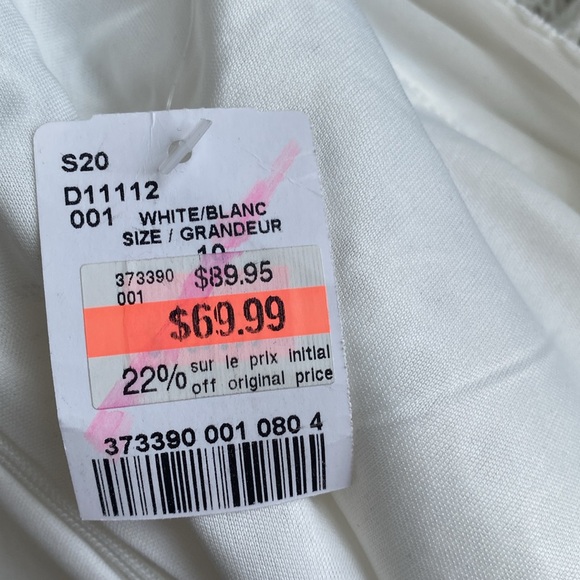 S20
D11112
001 WHITE/BLANC
SIZE / GRANDEUR
10
373390 $89.95
001
$69.99
22% sur le prix initial
off original price
373390 001 080 4